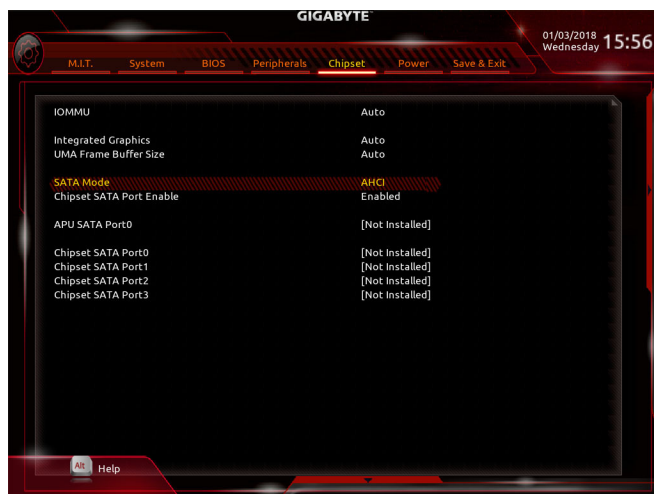 GIGABYTE™
01/03/2018
Wednesday 15:56
M.I.T. System BIOS Peripherals Chipset Power Save & Exit
IOMMU Auto
Integrated Graphics Auto
UMA Frame Buffer Size Auto
SATA Mode AHCI
Chipset SATA Port Enable Enabled
APU SATA Port0 [Not Installed]
Chipset SATA Port0 [Not Installed]
Chipset SATA Port1 [Not Installed]
Chipset SATA Port2 [Not Installed]
Chipset SATA Port3 [Not Installed]
Alt Help